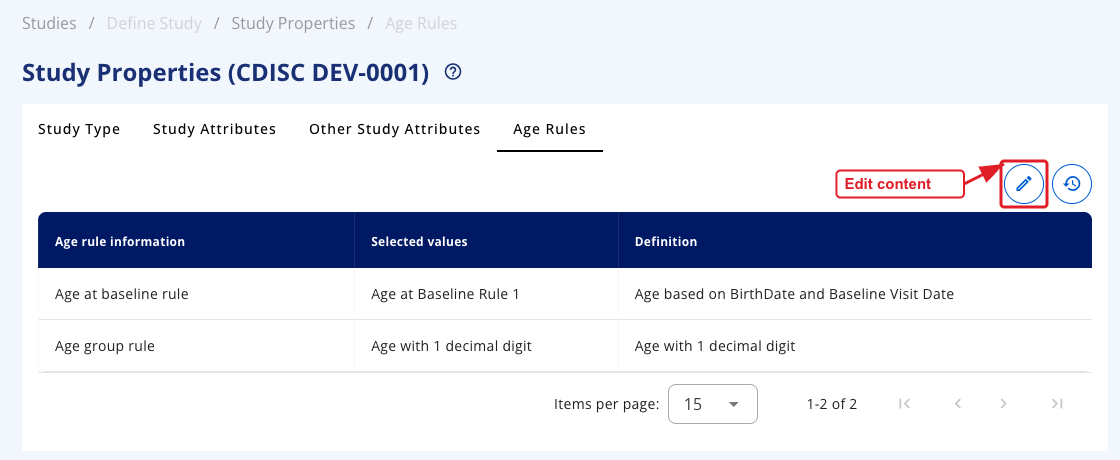 Studies / Define Study / Study Properties / Age Rules
Study Properties (CDISC DEV-0001) ?
Study Type Study Attributes Other Study Attributes Age Rules
Edit content
Age rule information Selected values Definition
Age at baseline rule Age at Baseline Rule 1 Age based on BirthDate and Baseline Visit Date
Age group rule Age with 1 decimal digit Age with 1 decimal digit
Items per page: 15 1-2 of 2